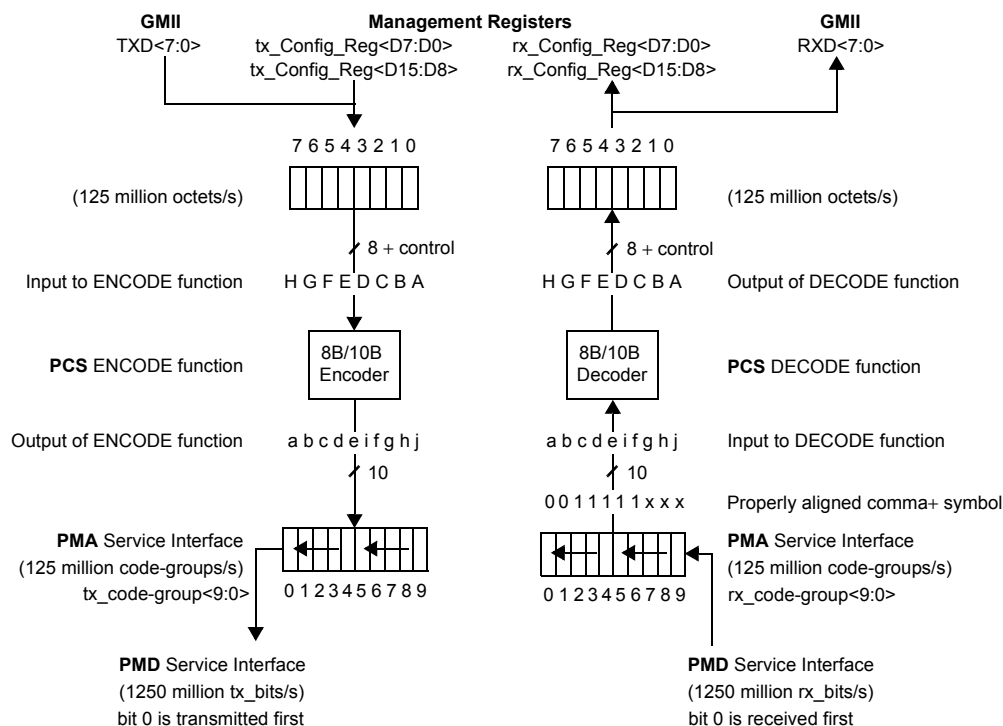 GMII Management Registers GMII
TXD<7:0> tx_Config_Reg<D7:D0> rx_Config_Reg<D7:D0> RXD<7:0>
tx_Config_Reg<D15:D8> rx_Config_Reg<D15:D8>
7 6 5 4 3 2 1 0 7 6 5 4 3 2 1 0
(125 million octets/s) (125 million octets/s)
8 + control 8 + control
Input to ENCODE function H G F E D C B A H G F E D C B A Output of DECODE function
8B/10B 8B/10B
PCS ENCODE function Encoder Decoder PCS DECODE function
Output of ENCODE function a b c d e i f g h j a b c d e i f g h j Input to DECODE function
10 10
0 0 1 1 1 1 1 x x x Properly aligned comma+ symbol
PMA Service Interface PMA Service Interface
(125 million code-groups/s) (125 million code-groups/s)
tx_code-group<9:0> 0 1 2 3 4 5 6 7 8 9 0 1 2 3 4 5 6 7 8 9 rx_code-group<9:0>
PMD Service Interface PMD Service Interface
(1250 million tx_bits/s) (1250 million rx_bits/s)
bit 0 is transmitted first bit 0 is received first